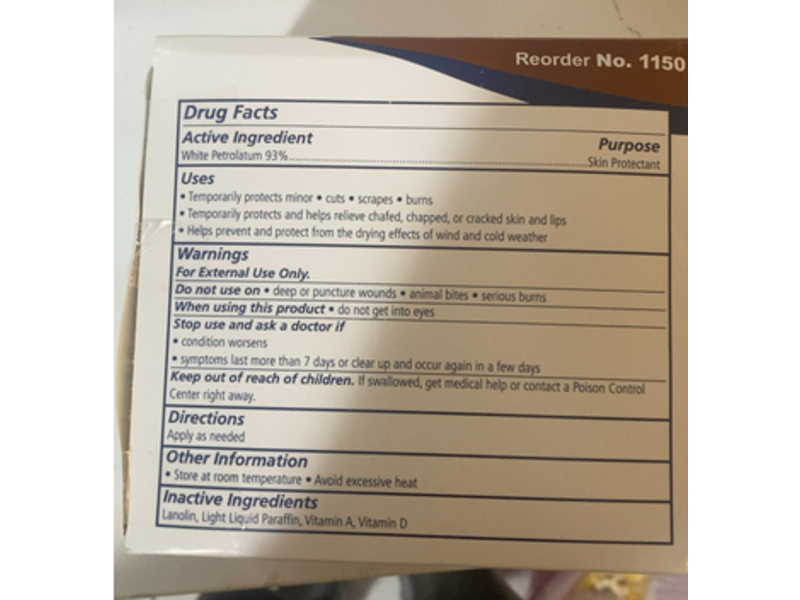 Reorder No. 1150
Drug Facts
Active Ingredient Purpose
White Petrolatum 93%........................................................................Skin Protectant
Uses
• Temporarily protects minor • cuts • scrapes • burns
• Temporarily protects and helps relieve chafed, chapped, or cracked skin and lips
• Helps prevent and protect from the drying effects of wind and cold weather
Warnings
For External Use Only.
Do not use on • deep or puncture wounds • animal bites • serious burns
When using this product • do not get into eyes
Stop use and ask a doctor if
• condition worsens
• symptoms last more than 7 days or clear up and occur again in a few days
Keep out of reach of children. If swallowed, get medical help or contact a Poison Control
Center right away.
Directions
Apply as needed
Other Information
• Store at room temperature • Avoid excessive heat
Inactive Ingredients
Lanolin, Light Liquid Paraffin, Vitamin A, Vitamin D